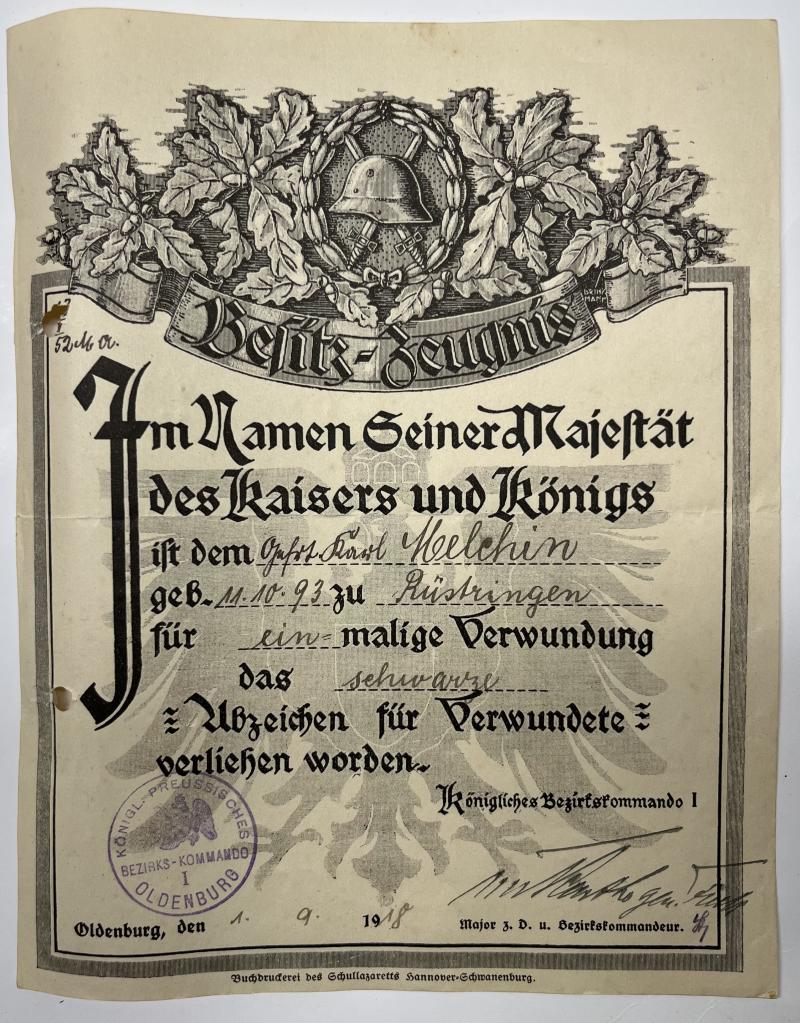 Besitz-Zeugnis
52
Im Namen Seiner Majestät
des Kaisers und Königs
ist dem Gefrt. Karl Melchin
geb. 11.10.93 zu Rüstringen
für ein= malige Verwundung
das schwarze
Abzeichen für Verwundete
verliehen worden.
Königliches Bezirkskommando I
KÖNIGL. PREUSSISCHES
BEZIRKS-KOMMANDO
I
OLDENBURG
Oldenburg, den 1. 9. 1918
Major z. D. u. Bezirkskommandeur.
Buchdruckerei des Schullazaretts Hannover-Schwanenburg.